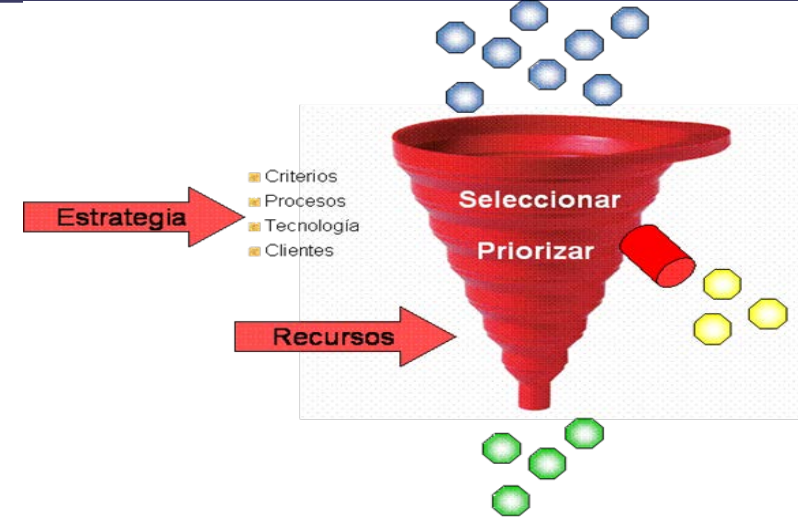 Criterios
Procesos
Tecnología
Clientes
Estrategia
Seleccionar
Priorizar
Recursos